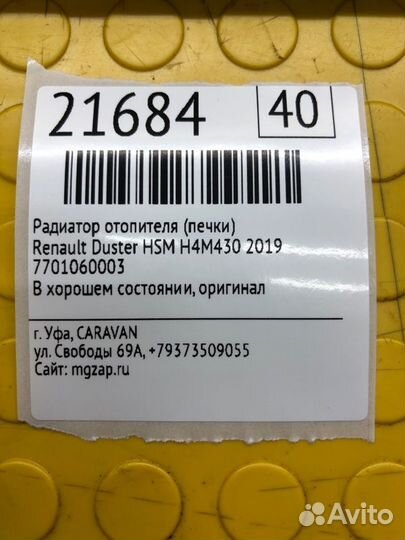 21684 40
Радиатор отопителя (печки)
Renault Duster HSM H4M430 2019
7701060003
В хорошем состоянии, оригинал
г. Уфа, CARAVAN
ул. Свободы 69А, +79373509055
Сайт: mgzap.ru
Avito